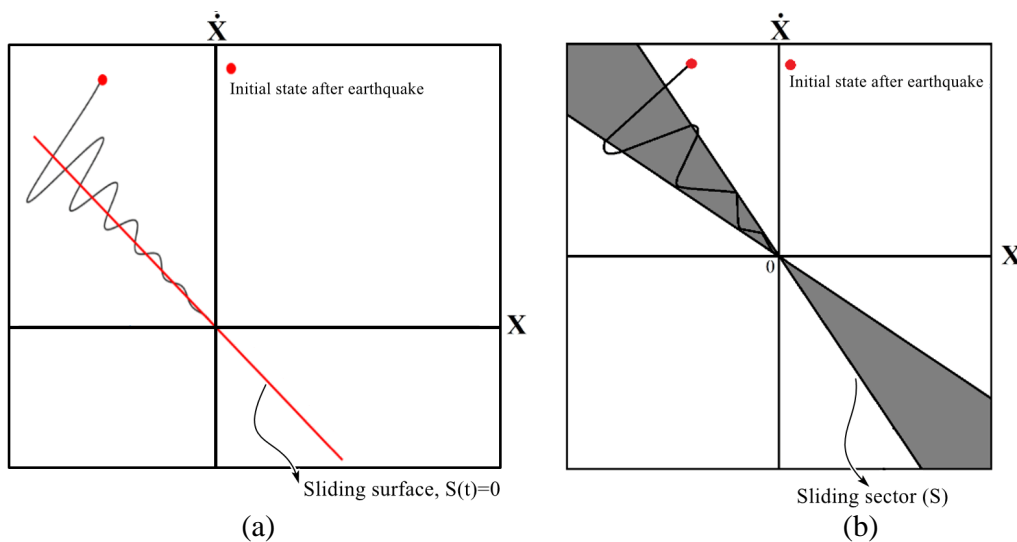 Ẋ
Initial state after earthquake
X
Sliding surface, S(t)=0
(a)
Ẋ
Initial state after earthquake
X
0
Sliding sector (S)
(b)